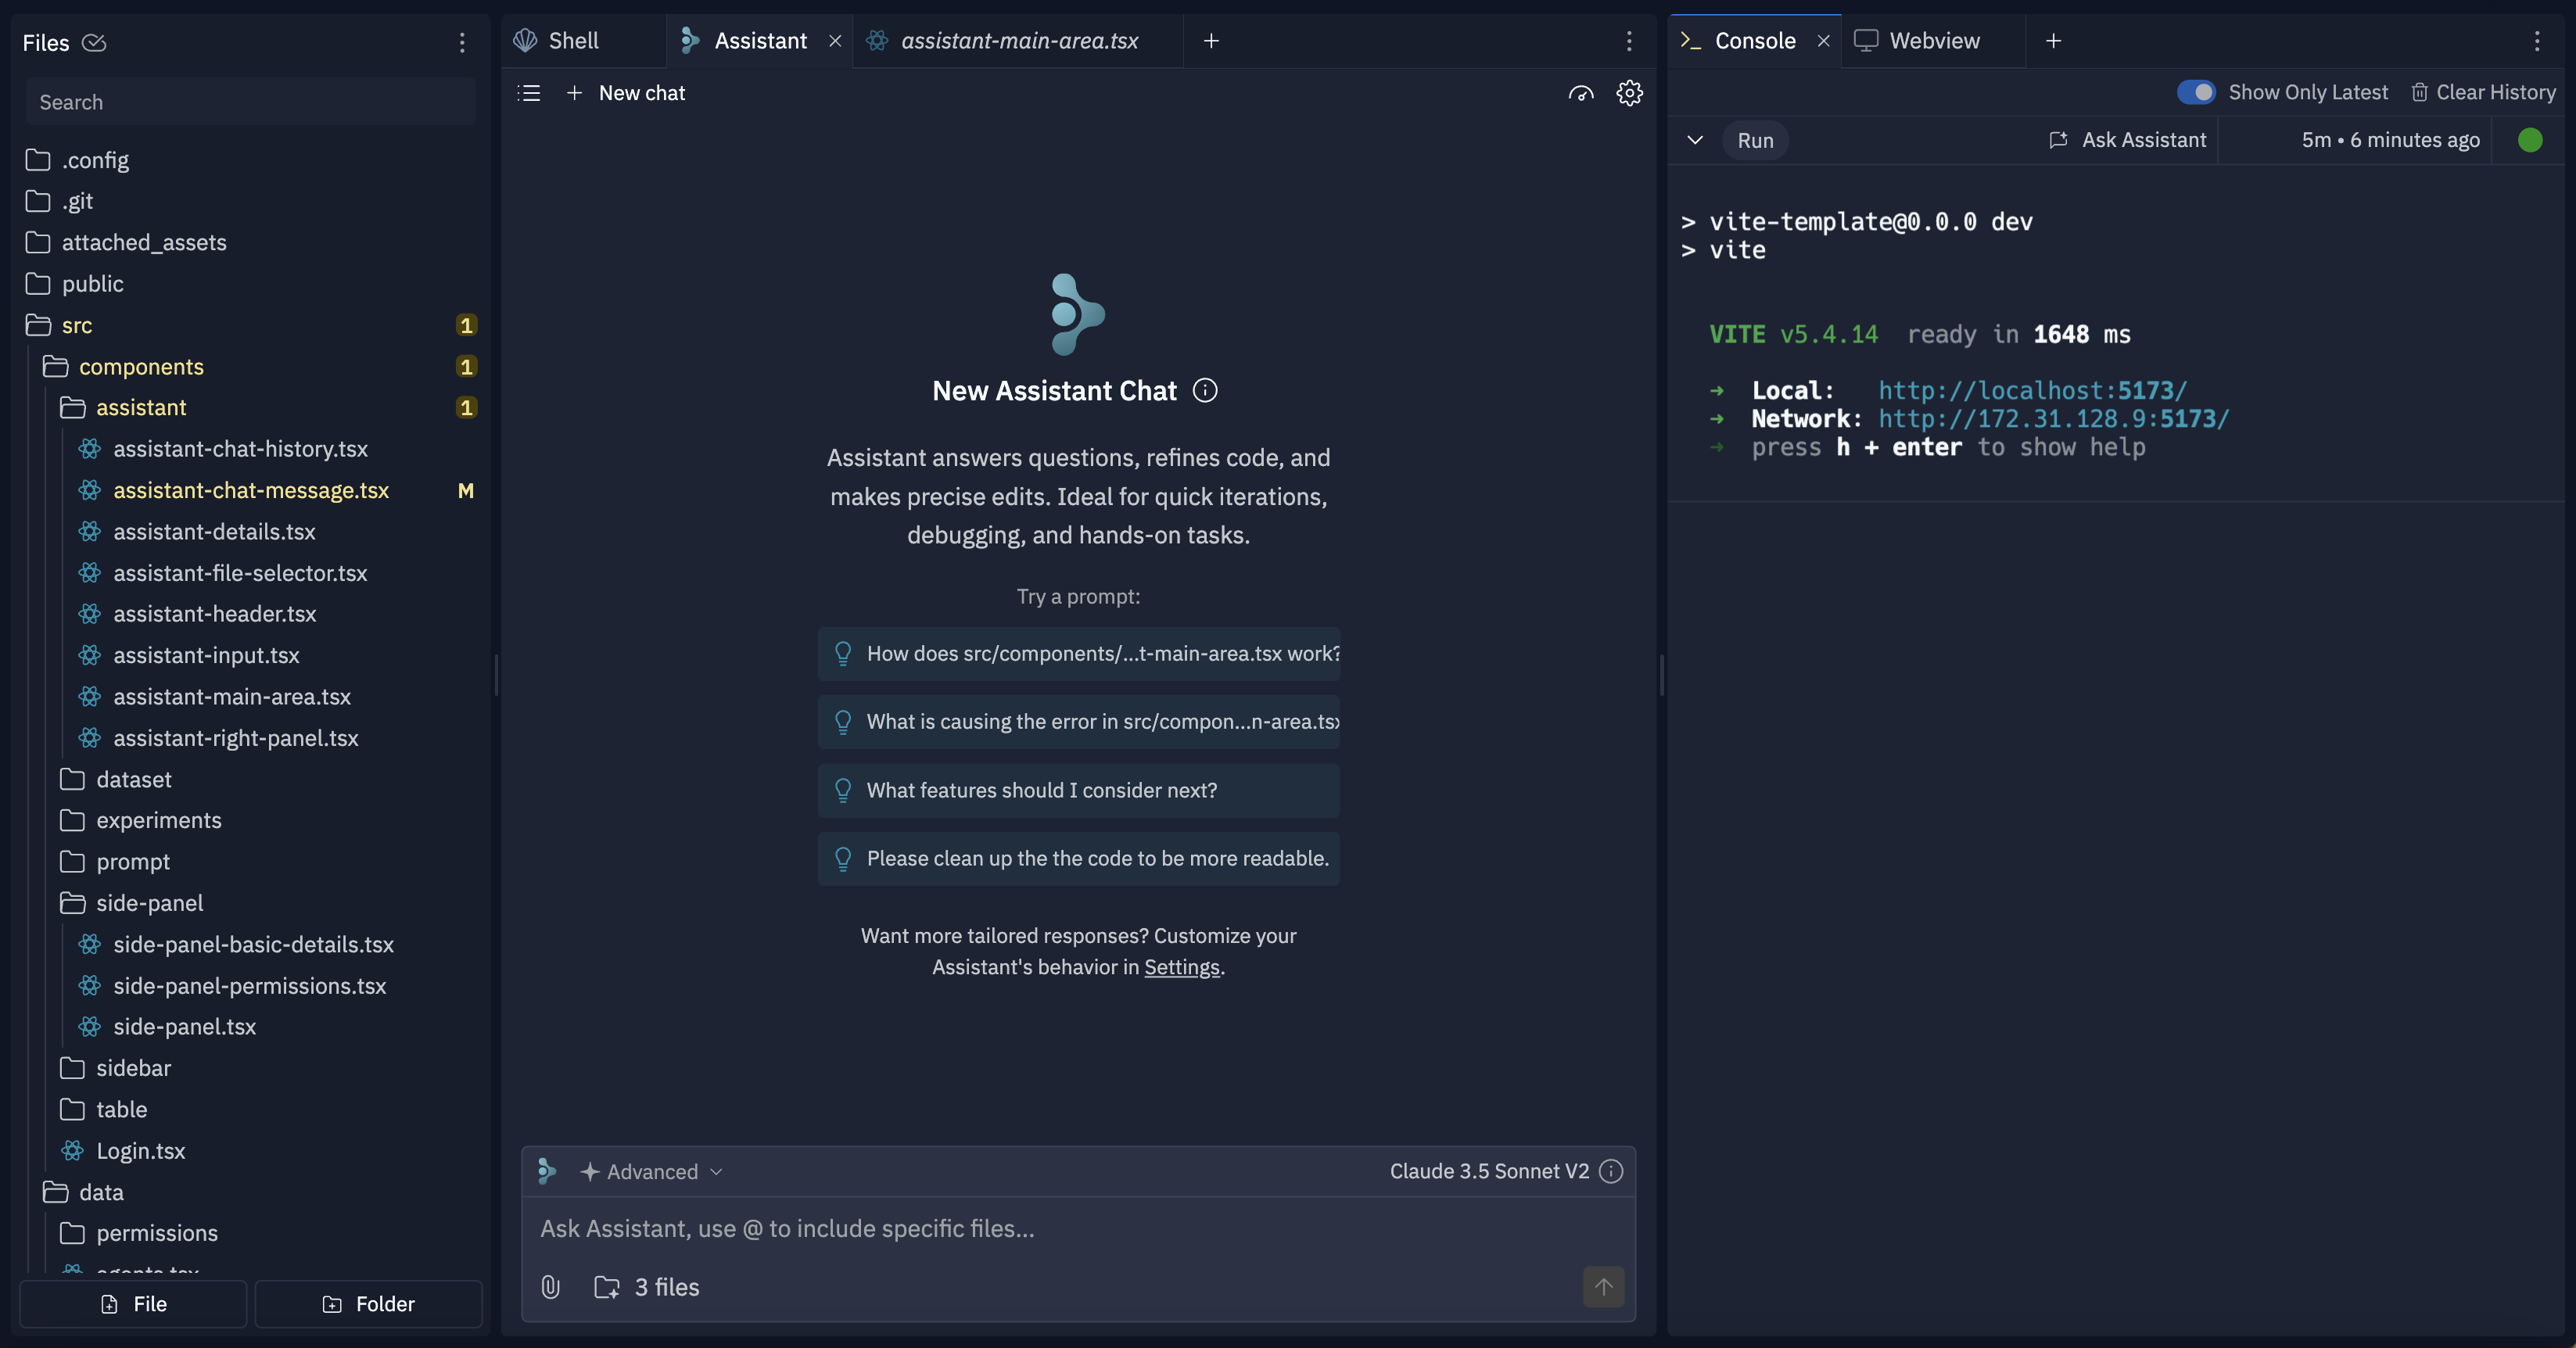 Files
Search
.config
.git
attached_assets
public
src 1
components 1
assistant 1
assistant-chat-history.tsx
assistant-chat-message.tsx M
assistant-details.tsx
assistant-file-selector.tsx
assistant-header.tsx
assistant-input.tsx
assistant-main-area.tsx
assistant-right-panel.tsx
dataset
experiments
prompt
side-panel
side-panel-basic-details.tsx
side-panel-permissions.tsx
side-panel.tsx
sidebar
table
Login.tsx
data
permissions
agents.tsx
File Folder
Shell Assistant assistant-main-area.tsx
New chat
New Assistant Chat
Assistant answers questions, refines code, and
makes precise edits. Ideal for quick iterations,
debugging, and hands-on tasks.
Try a prompt:
How does src/components/...t-main-area.tsx work?
What is causing the error in src/compon...n-area.tsx
What features should I consider next?
Please clean up the the code to be more readable.
Want more tailored responses? Customize your
Assistant's behavior in Settings.
Advanced Claude 3.5 Sonnet V2
Ask Assistant, use @ to include specific files...
3 files
Console Webview
Show Only Latest Clear History
Run Ask Assistant 5m • 6 minutes ago
> vite-template@0.0.0 dev
> vite
VITE v5.4.14 ready in 1648 ms
➜ Local: http://localhost:5173/
➜ Network: http://172.31.128.9:5173/
➜ press h + enter to show help